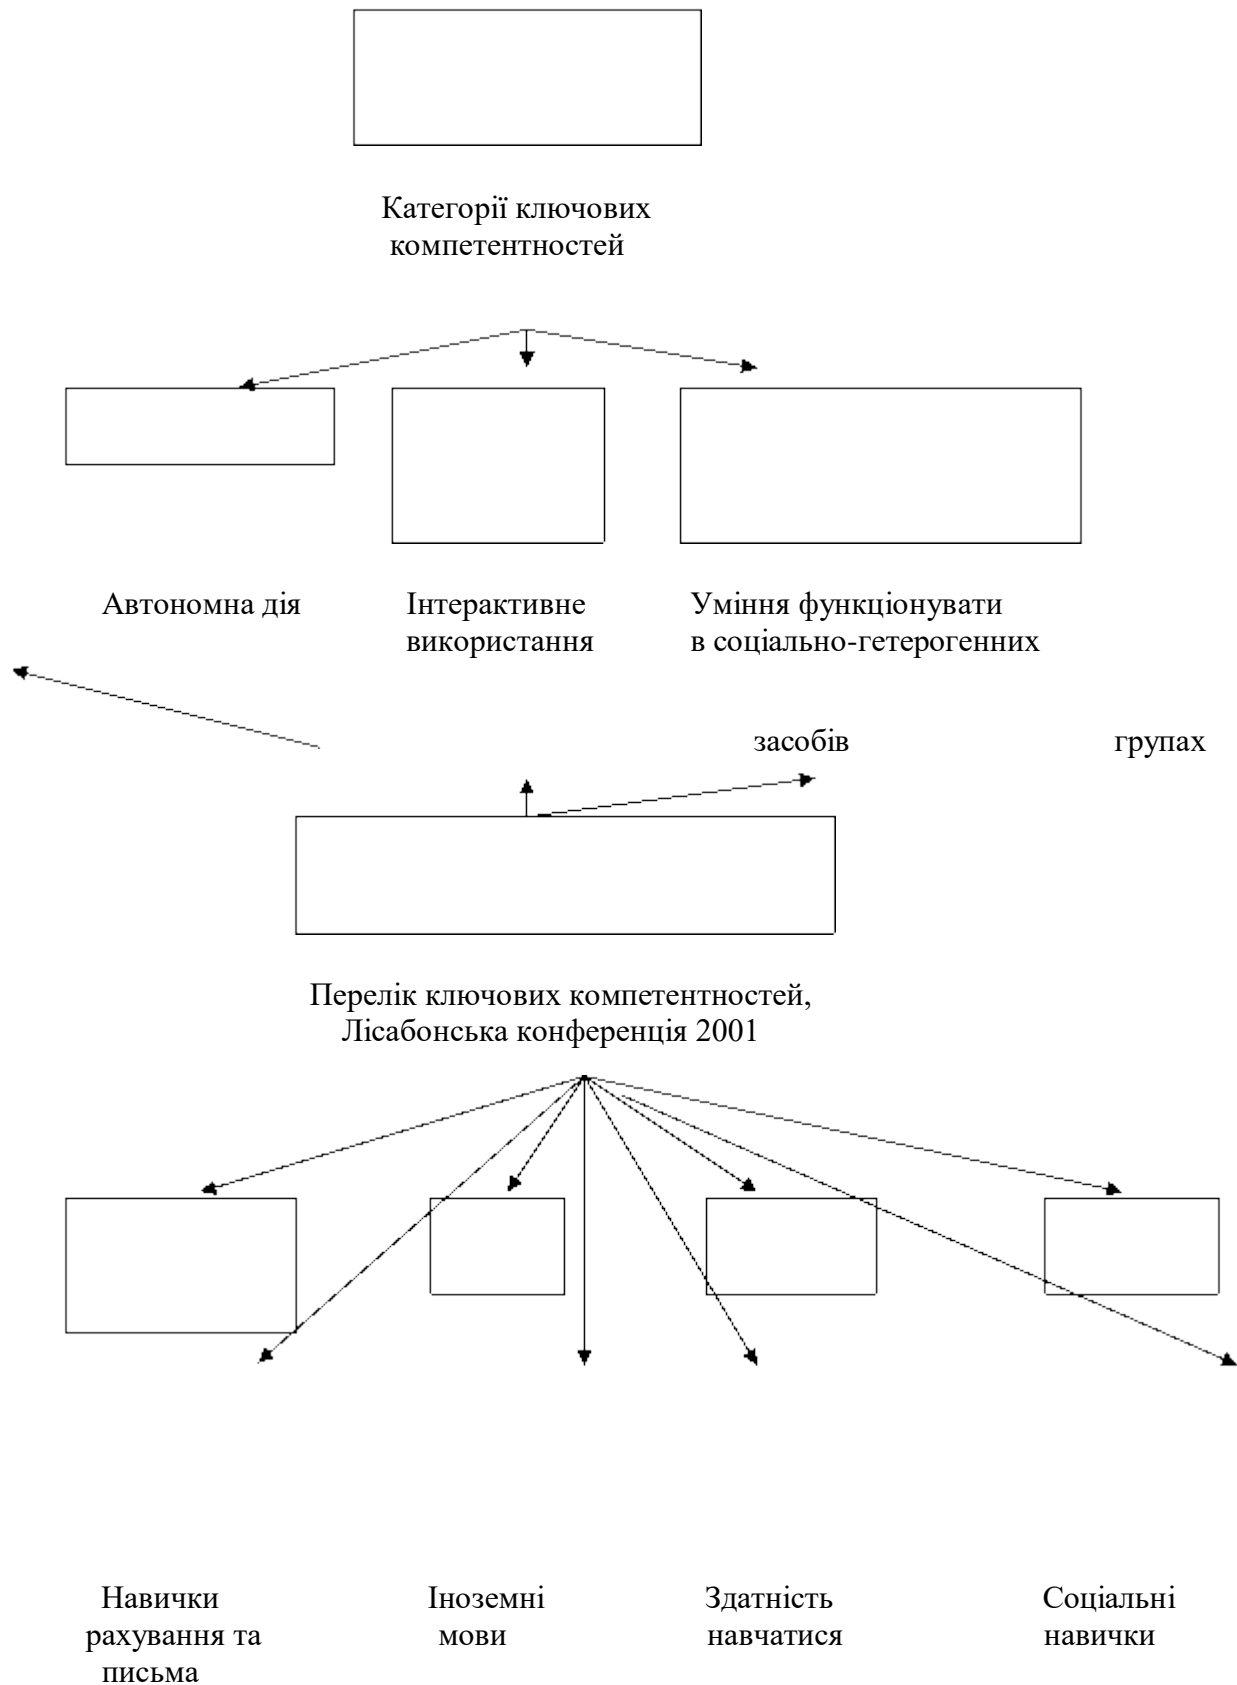 Категорії ключових
компетентностей
Автономна дія Інтерактивне Уміння функціонувати
використання в соціально-гетерогенних
засобів групах
Перелік ключових компетентностей,
Лісабонська конференція 2001
Навички Іноземні Здатність Соціальні
рахування та мови навчатися навички
письма